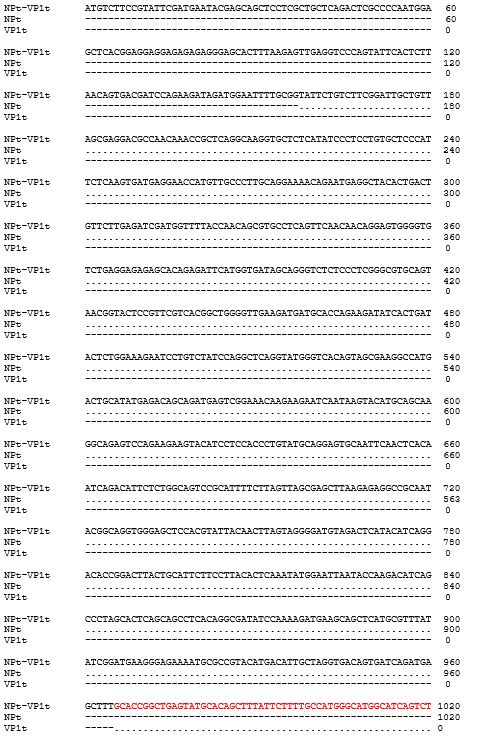 NPt-VP1t ATGTCTTCCGTATTCGATGAATACGAGCAGCTCCTCGCTGCTCAGACTCGCCCCAATGGA 60
NPt ------------------------------------------------------------ 60
VP1t ------------------------------------------------------------ 0
NPt-VP1t GCTCACGGAGGAGGAGAGAGAGGGAGCACTTTAAGAGTTGAGGTCCCAGTATTCACTCTT 120
NPt ------------------------------------------------------------ 120
VP1t ------------------------------------------------------------ 0
NPt-VP1t AACAGTGACGATCCAGAAGATAGATGGAATTTTGCGGTATTCTGTCTTCGGATTGCTGTT 180
NPt -------------------------------------....................... 180
VP1t ------------------------------------------------------------ 0
NPt-VP1t AGCGAGGACGCCAACAAACCGCTCAGGCAAGGTGCTCTCATATCCCTCCTGTGCTCCCAT 240
NPt ............................................................ 240
VP1t ------------------------------------------------------------ 0
NPt-VP1t TCTCAAGTGATGAGGAACCATGTTGCCCTTGCAGGAAAACAGAATGAGGCTACACTGACT 300
NPt ............................................................ 300
VP1t ------------------------------------------------------------ 0
NPt-VP1t GTTCTTGAGATCGATGGTTTTACCAACAGCGTGCCTCAGTTCAACAACAGGAGTGGGGTG 360
NPt ............................................................ 360
VP1t ------------------------------------------------------------ 0
NPt-VP1t TCTGAGGAGAGAGCACAGAGATTCATGGTGATAGCAGGGTCTCTCCCTCGGGCGTGCAGT 420
NPt ............................................................ 420
VP1t ------------------------------------------------------------ 0
NPt-VP1t AACGGTACTCCGTTCGTCACGGCTGGGGTTGAAGATGATGCACCAGAAGATATCACTGAT 480
NPt ............................................................ 480
VP1t ------------------------------------------------------------ 0
NPt-VP1t ACTCTGGAAAGAATCCTGTCTATCCAGGCTCAGGTATGGGTCACAGTAGCGAAGGCCATG 540
NPt ............................................................ 540
VP1t ------------------------------------------------------------ 0
NPt-VP1t ACTGCATATGAGACAGCAGATGAGTCGGAAACAAGAAGAATCAATAAGTACATGCAGCAA 600
NPt ............................................................ 600
VP1t ------------------------------------------------------------ 0
NPt-VP1t GGCAGAGTCCAGAAGAAGTACATCCTCCACCCTGTATGCAGGAGTGCAATTCAACTCACA 660
NPt ............................................................ 660
VP1t ------------------------------------------------------------ 0
NPt-VP1t ATCAGACATTCTCTGGCAGTCCGCATTTTCTTAGTTAGCGAGCTTAAGAGAGGCCGCAAT 720
NPt ............................................................ 563
VP1t ------------------------------------------------------------ 0
NPt-VP1t ACGGCAGGTGGGAGCTCCACGTATTACAACTTAGTAGGGGATGTAGACTCATACATCAGG 780
NPt ............................................................ 780
VP1t ------------------------------------------------------------ 0
NPt-VP1t ACACCGGACTTACTGCATTCTTCCTTACACTCAAATATGGAATTAATACCAAGACATCAG 840
NPt ............................................................ 840
VP1t ------------------------------------------------------------ 0
NPt-VP1t CCCTAGCACTCAGCAGCCTCACAGGCGATATCCAAAAGATGAAGCAGCTCATGCGTTTAT 900
NPt ............................................................ 900
VP1t ------------------------------------------------------------ 0
NPt-VP1t ATCGGATGAAGGGAGAAAATGCGCCGTACATGACATTGCTAGGTGACAGTGATCAGATGA 960
NPt ............................................................ 960
VP1t ------------------------------------------------------------ 0
NPt-VP1t GCTTTGCACCGGCTGAGTATGCACAGCTTTATTCTTTTGCCATGGGCATGGCATCAGTCT 1020
NPt ------------------------------------------------------------ 1020
VP1t -----....................................................... 0